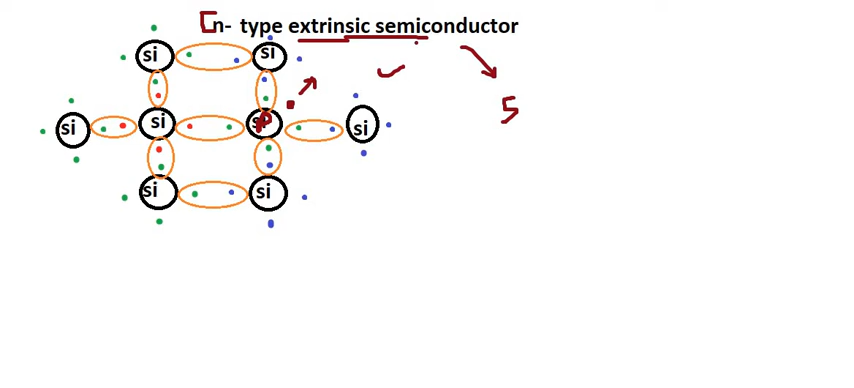 n- type extrinsic semiconductor
si si
5
si si P si
si si